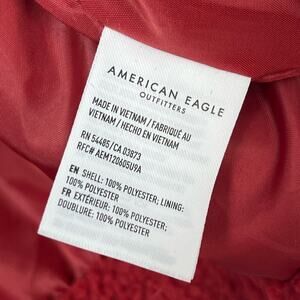 AMERICAN EAGLE
OUTFITTERS
MADE IN VIETNAM / FABRIQUÉ AU
VIETNAM / HECHO EN VIETNAM
RN 54485/CA 03873
RFC# AEM120605U9A
EN SHELL: 100% POLYESTER; LINING:
100% POLYESTER
FR EXTÉRIEUR: 100% POLYESTER;
DOUBLURE: 100% POLYESTER